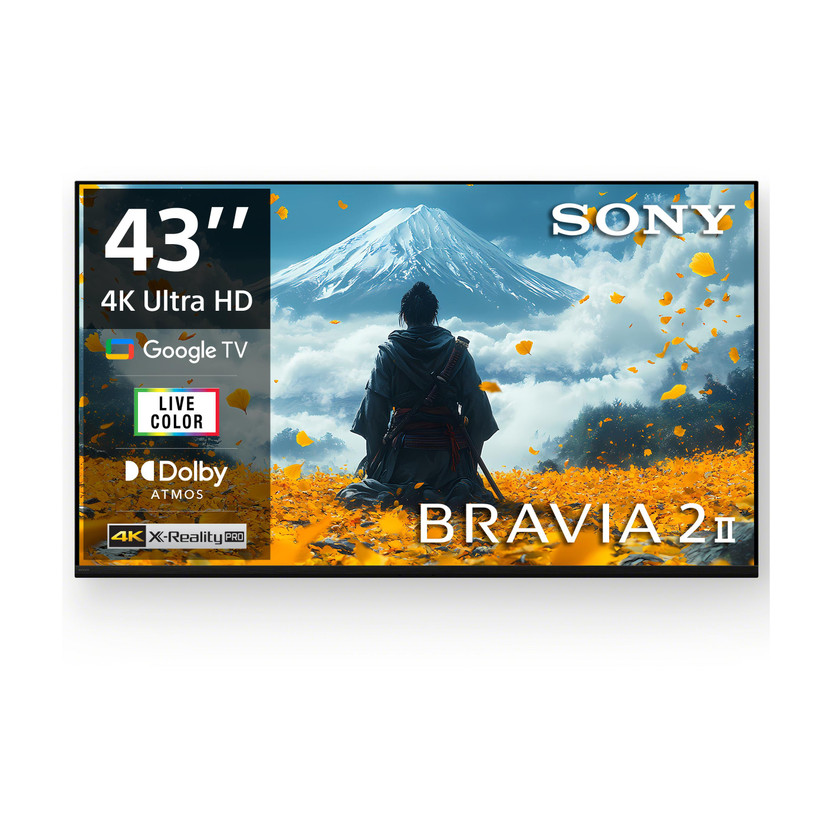 43’’
4K Ultra HD
Google TV
LIVE
COLOR
Dolby
ATMOS
4K X-Reality PRO
SONY
BRAVIA 2 II